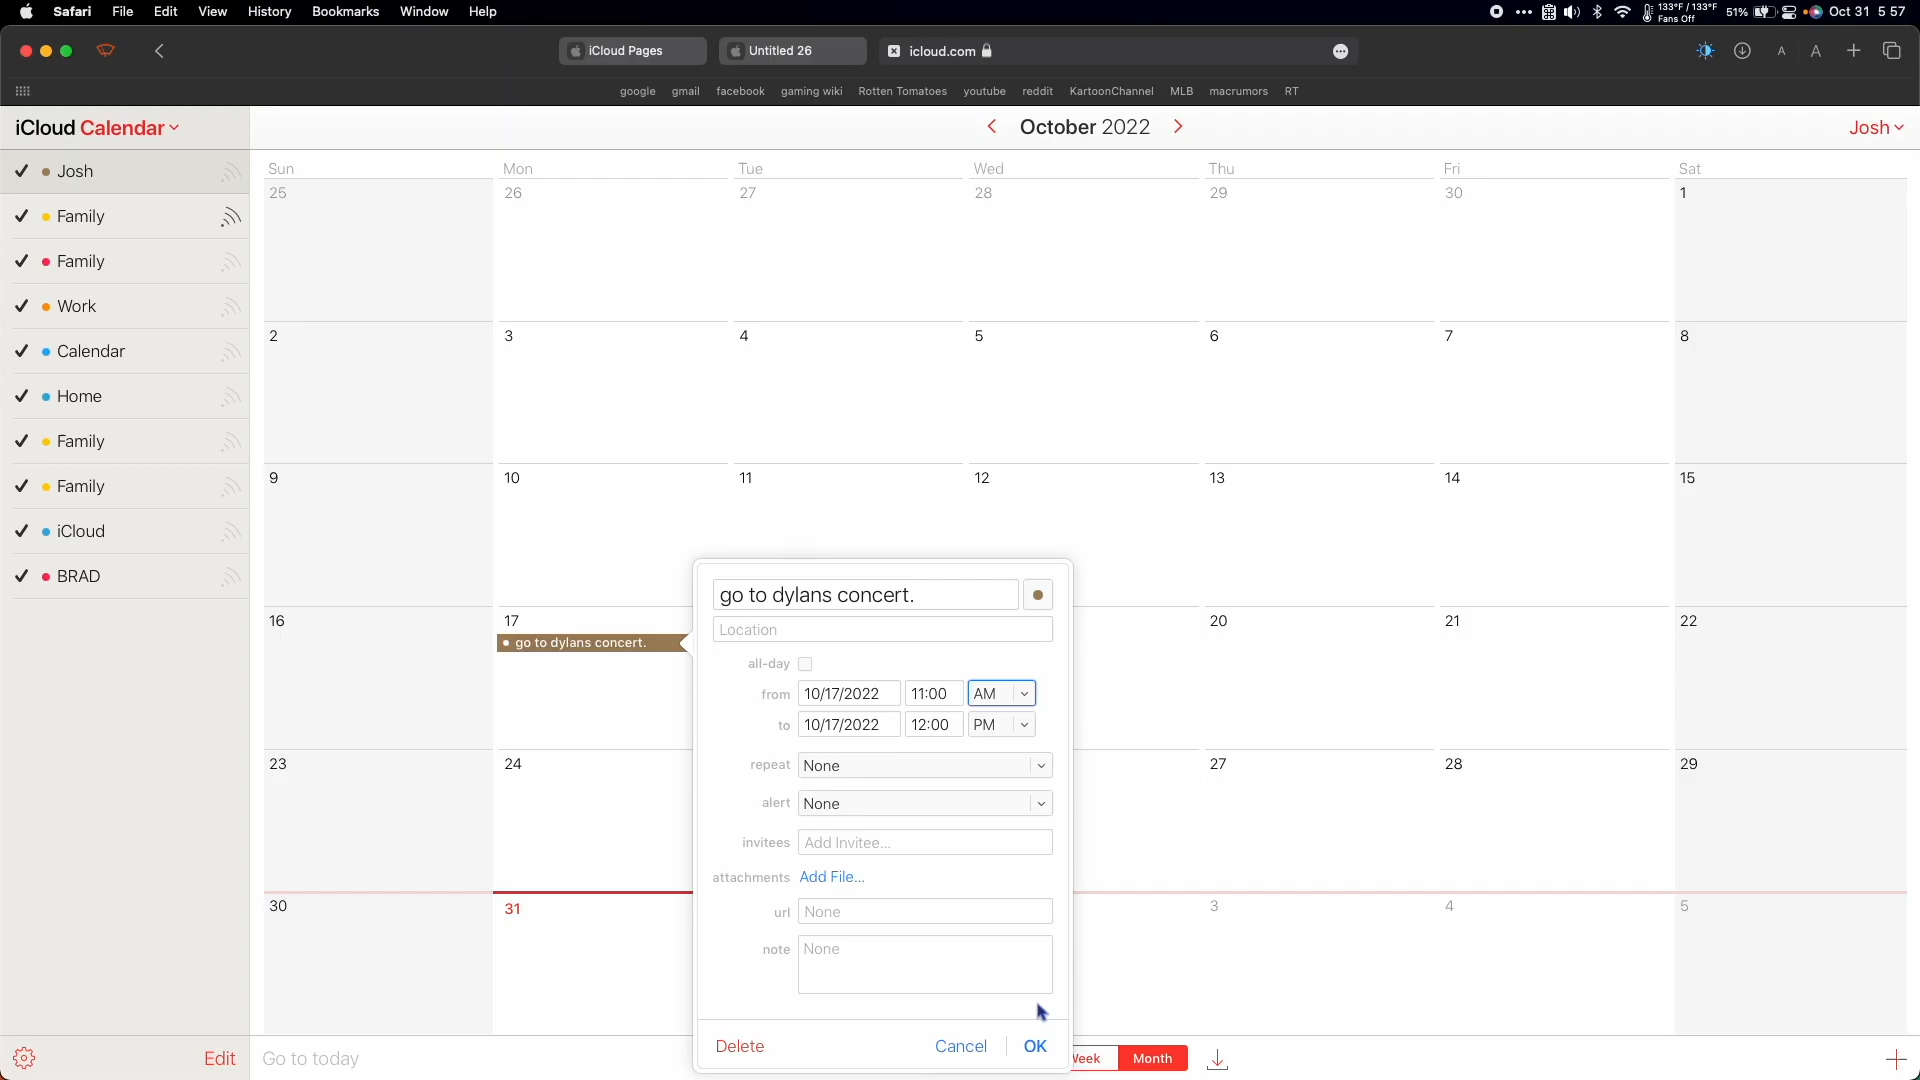 Safari File Edit View History Bookmarks Window Help 133°F / 133°F Fans Off 51% Oct 31 5 57
iCloud Pages Untitled 26 icloud.com A A
google gmail facebook gaming wiki Rotten Tomatoes youtube reddit KartoonChannel MLB macrumors RT
iCloud Calendar October 2022 Josh
Sun Mon Tue Wed Thu Fri Sat
Josh
Family
Family
Work
Calendar
Home
Family
Family
iCloud
BRAD
25 26 27 28 29 30 1
2 3 4 5 6 7 8
9 10 11 12 13 14 15
16 17 20 21 22
go to dylans concert.
23 24 27 28 29
30 31 3 4 5
go to dylans concert.
Location
all-day
from 10/17/2022 11:00 AM
to 10/17/2022 12:00 PM
repeat None
alert None
invitees Add Invitee...
attachments Add File...
url None
note None
Delete Cancel OK
Edit Go to today Week Month